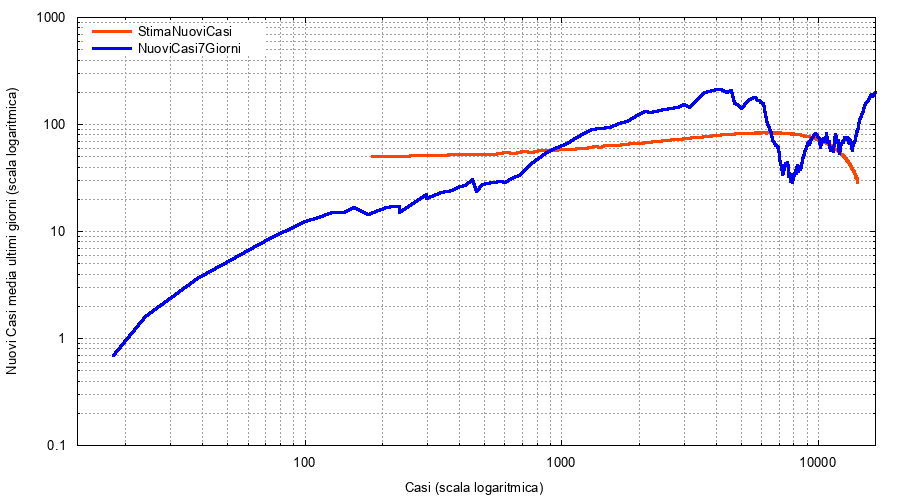 1000
100
10
1
0.1
StimaNuoviCasi
NuoviCasi7Giorni
Nuovi Casi media ultimi giorni (scala logaritmica)
100
1000
10000
Casi (scala logaritmica)